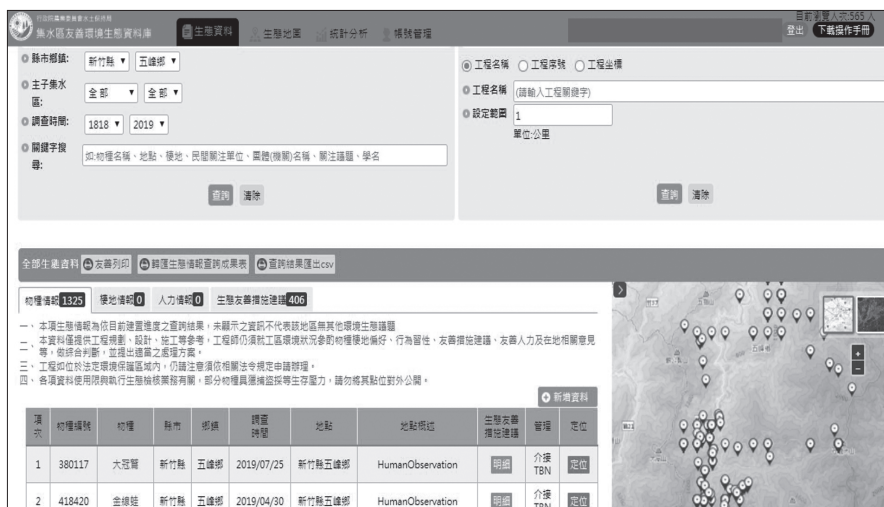 行政院農業委員會水土保持局
集水區友善環境生態資料庫
生態資料
生態地圖
統計分析
帳號管理
目前瀏覽人次:565 人
登出
下載操作手冊
縣市鄉鎮:
新竹縣 ▼
五峰鄉 ▼
主子集水區:
全部 ▼
全部 ▼
調查時間:
1818 ▼
2019 ▼
關鍵字搜尋:
如:物種名稱、地點、棲地、民間關注單位、團體(機關)名稱、關注議題、學名
查詢
清除
工程名稱
工程序號
工程坐標
工程名稱
(請輸入工程關鍵字)
設定範圍
1
單位:公里
查詢
清除
全部生態資料
友善列印
歸匯生態情報查詢成果表
查詢結果匯出csv
物種情報 1325
棲地情報 0
人力情報 0
生態友善措施建議 406
一、本項生態情報為依目前建置進度之查詢結果,未顯示之資訊不代表該地區無其他環境生態議題
二、本資料僅提供工程規劃、設計、施工等參考,工程師仍須就工區環境狀況參酌物種棲地偏好、行為習性、友善措施建議、友善人力及在地相關意見
等,做綜合判斷,並提出適當之處理方案。
三、工程如位於法定環境保護區域內,仍請注意須依相關法令規定申請辦理。
四、各項資料使用限與執行生態檢核業務有關,部分物種具獵捕盜採等生存壓力,請勿將其點位對外公開。
新增資料
項次 物種編號 物種 縣市 鄉鎮 調查時間 地點 地點概述 生態友善措施建議 管理 定位
1 380117 大冠鷲 新竹縣 五峰鄉 2019/07/25 新竹縣五峰鄉 HumanObservation 明細 介接TBN 定位
2 418420 金線蛙 新竹縣 五峰鄉 2019/04/30 新竹縣五峰鄉 HumanObservation 明細 介接TBN 定位
五峰鄉